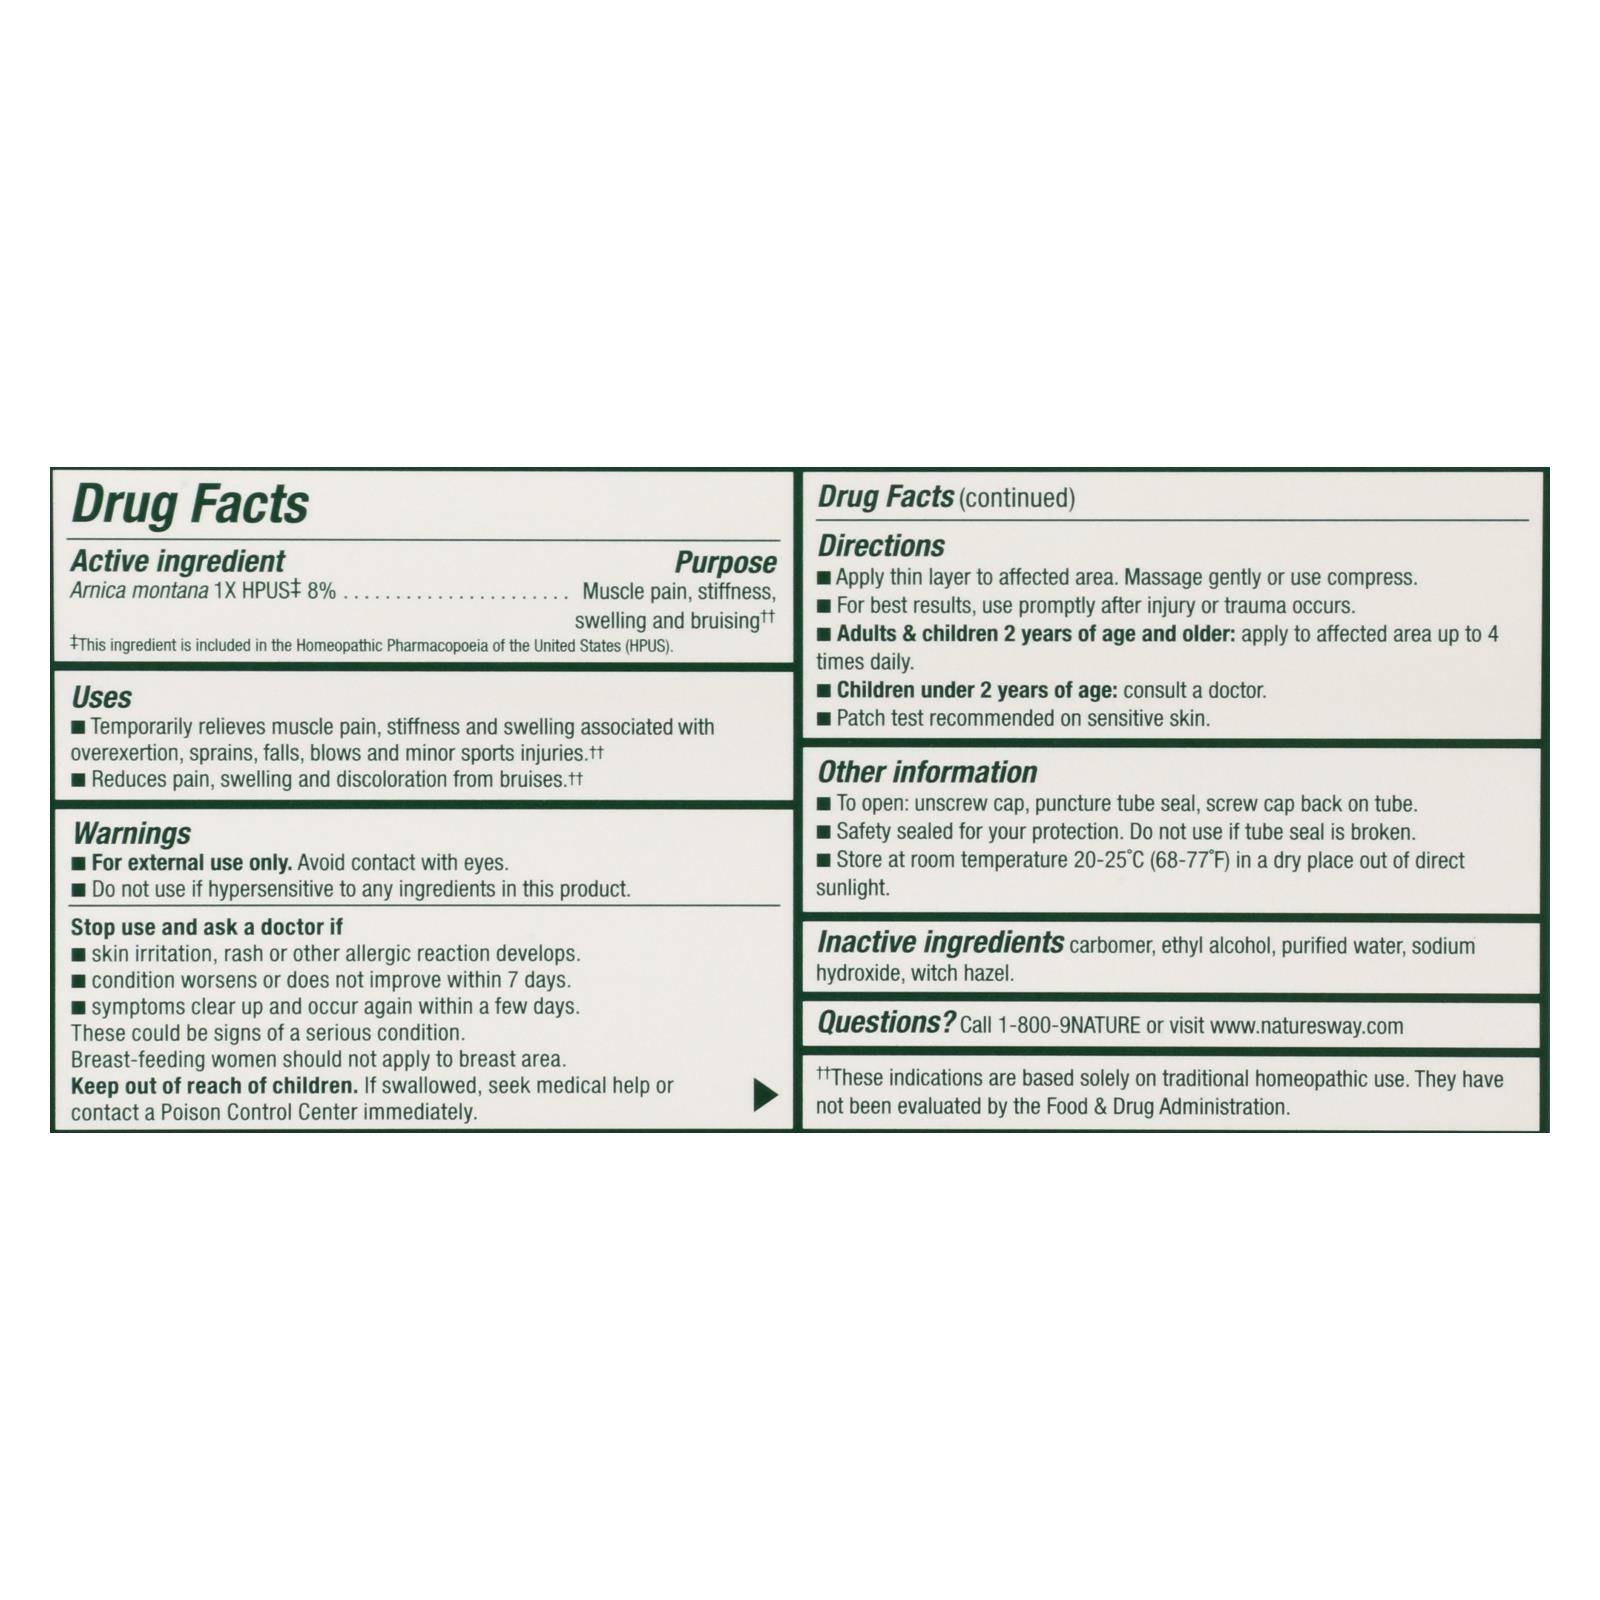 Drug Facts
Active ingredient Purpose
Arnica montana 1X HPUS‡ 8% ...................... Muscle pain, stiffness,
swelling and bruising††
‡This ingredient is included in the Homeopathic Pharmacopoeia of the United States (HPUS).
Uses
■ Temporarily relieves muscle pain, stiffness and swelling associated with
overexertion, sprains, falls, blows and minor sports injuries.††
■ Reduces pain, swelling and discoloration from bruises.††
Warnings
■ For external use only. Avoid contact with eyes.
■ Do not use if hypersensitive to any ingredients in this product.
Stop use and ask a doctor if
■ skin irritation, rash or other allergic reaction develops.
■ condition worsens or does not improve within 7 days.
■ symptoms clear up and occur again within a few days.
These could be signs of a serious condition.
Breast-feeding women should not apply to breast area.
Keep out of reach of children. If swallowed, seek medical help or
contact a Poison Control Center immediately.
Drug Facts (continued)
Directions
■ Apply thin layer to affected area. Massage gently or use compress.
■ For best results, use promptly after injury or trauma occurs.
■ Adults & children 2 years of age and older: apply to affected area up to 4
times daily.
■ Children under 2 years of age: consult a doctor.
■ Patch test recommended on sensitive skin.
Other information
■ To open: unscrew cap, puncture tube seal, screw cap back on tube.
■ Safety sealed for your protection. Do not use if tube seal is broken.
■ Store at room temperature 20-25˚C (68-77˚F) in a dry place out of direct
sunlight.
Inactive ingredients carbomer, ethyl alcohol, purified water, sodium
hydroxide, witch hazel.
Questions? Call 1-800-9NATURE or visit www.naturesway.com
††These indications are based solely on traditional homeopathic use. They have
not been evaluated by the Food & Drug Administration.